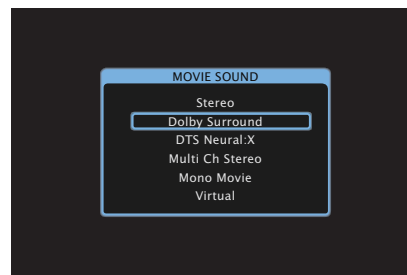 MOVIE SOUND
Stereo
Dolby Surround
DTS Neural:X
Multi Ch Stereo
Mono Movie
Virtual